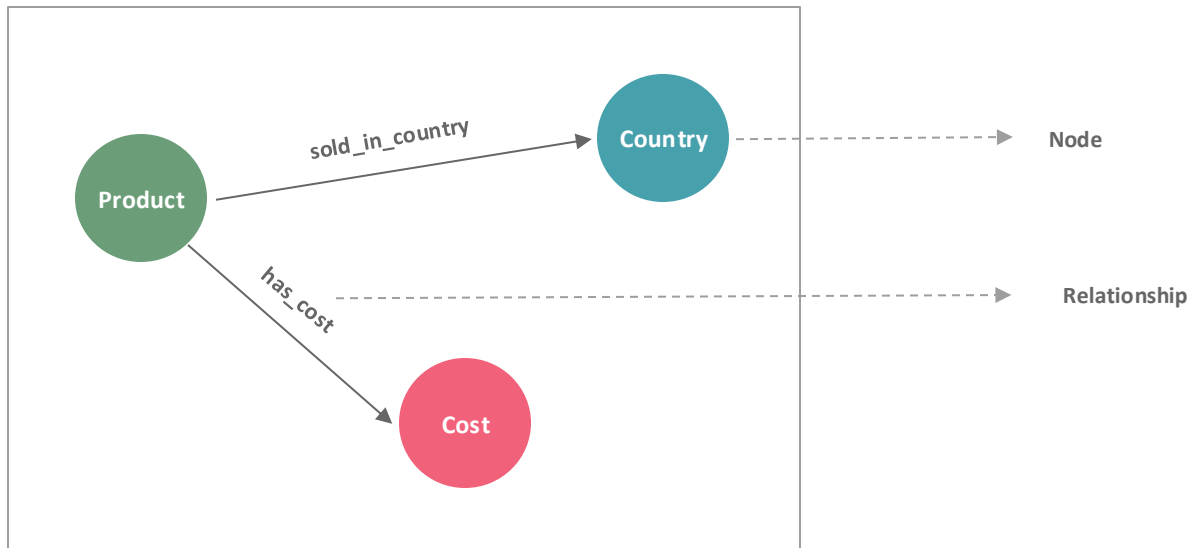 sold_in_country
Country
Node
Product
has_cost
Relationship
Cost